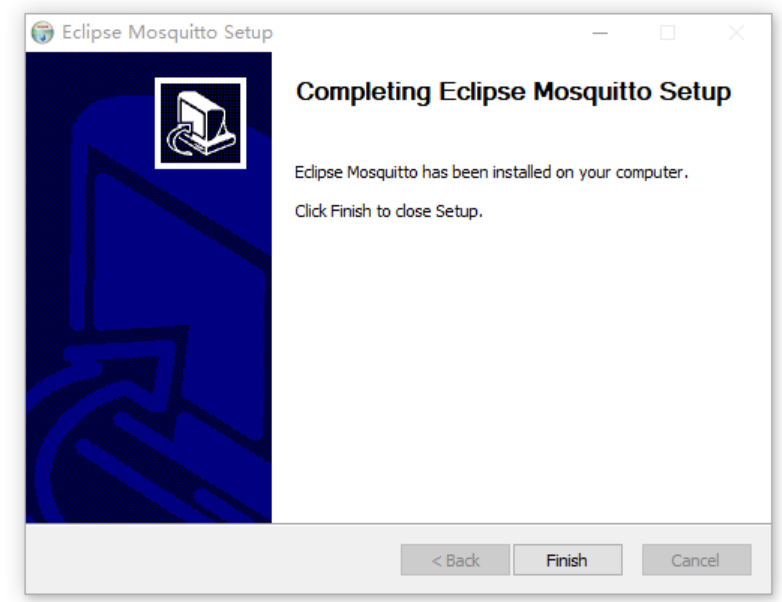 Eclipse Mosquitto Setup
Completing Eclipse Mosquitto Setup
Eclipse Mosquitto has been installed on your computer.
Click Finish to close Setup.
< Back
Finish
Cancel